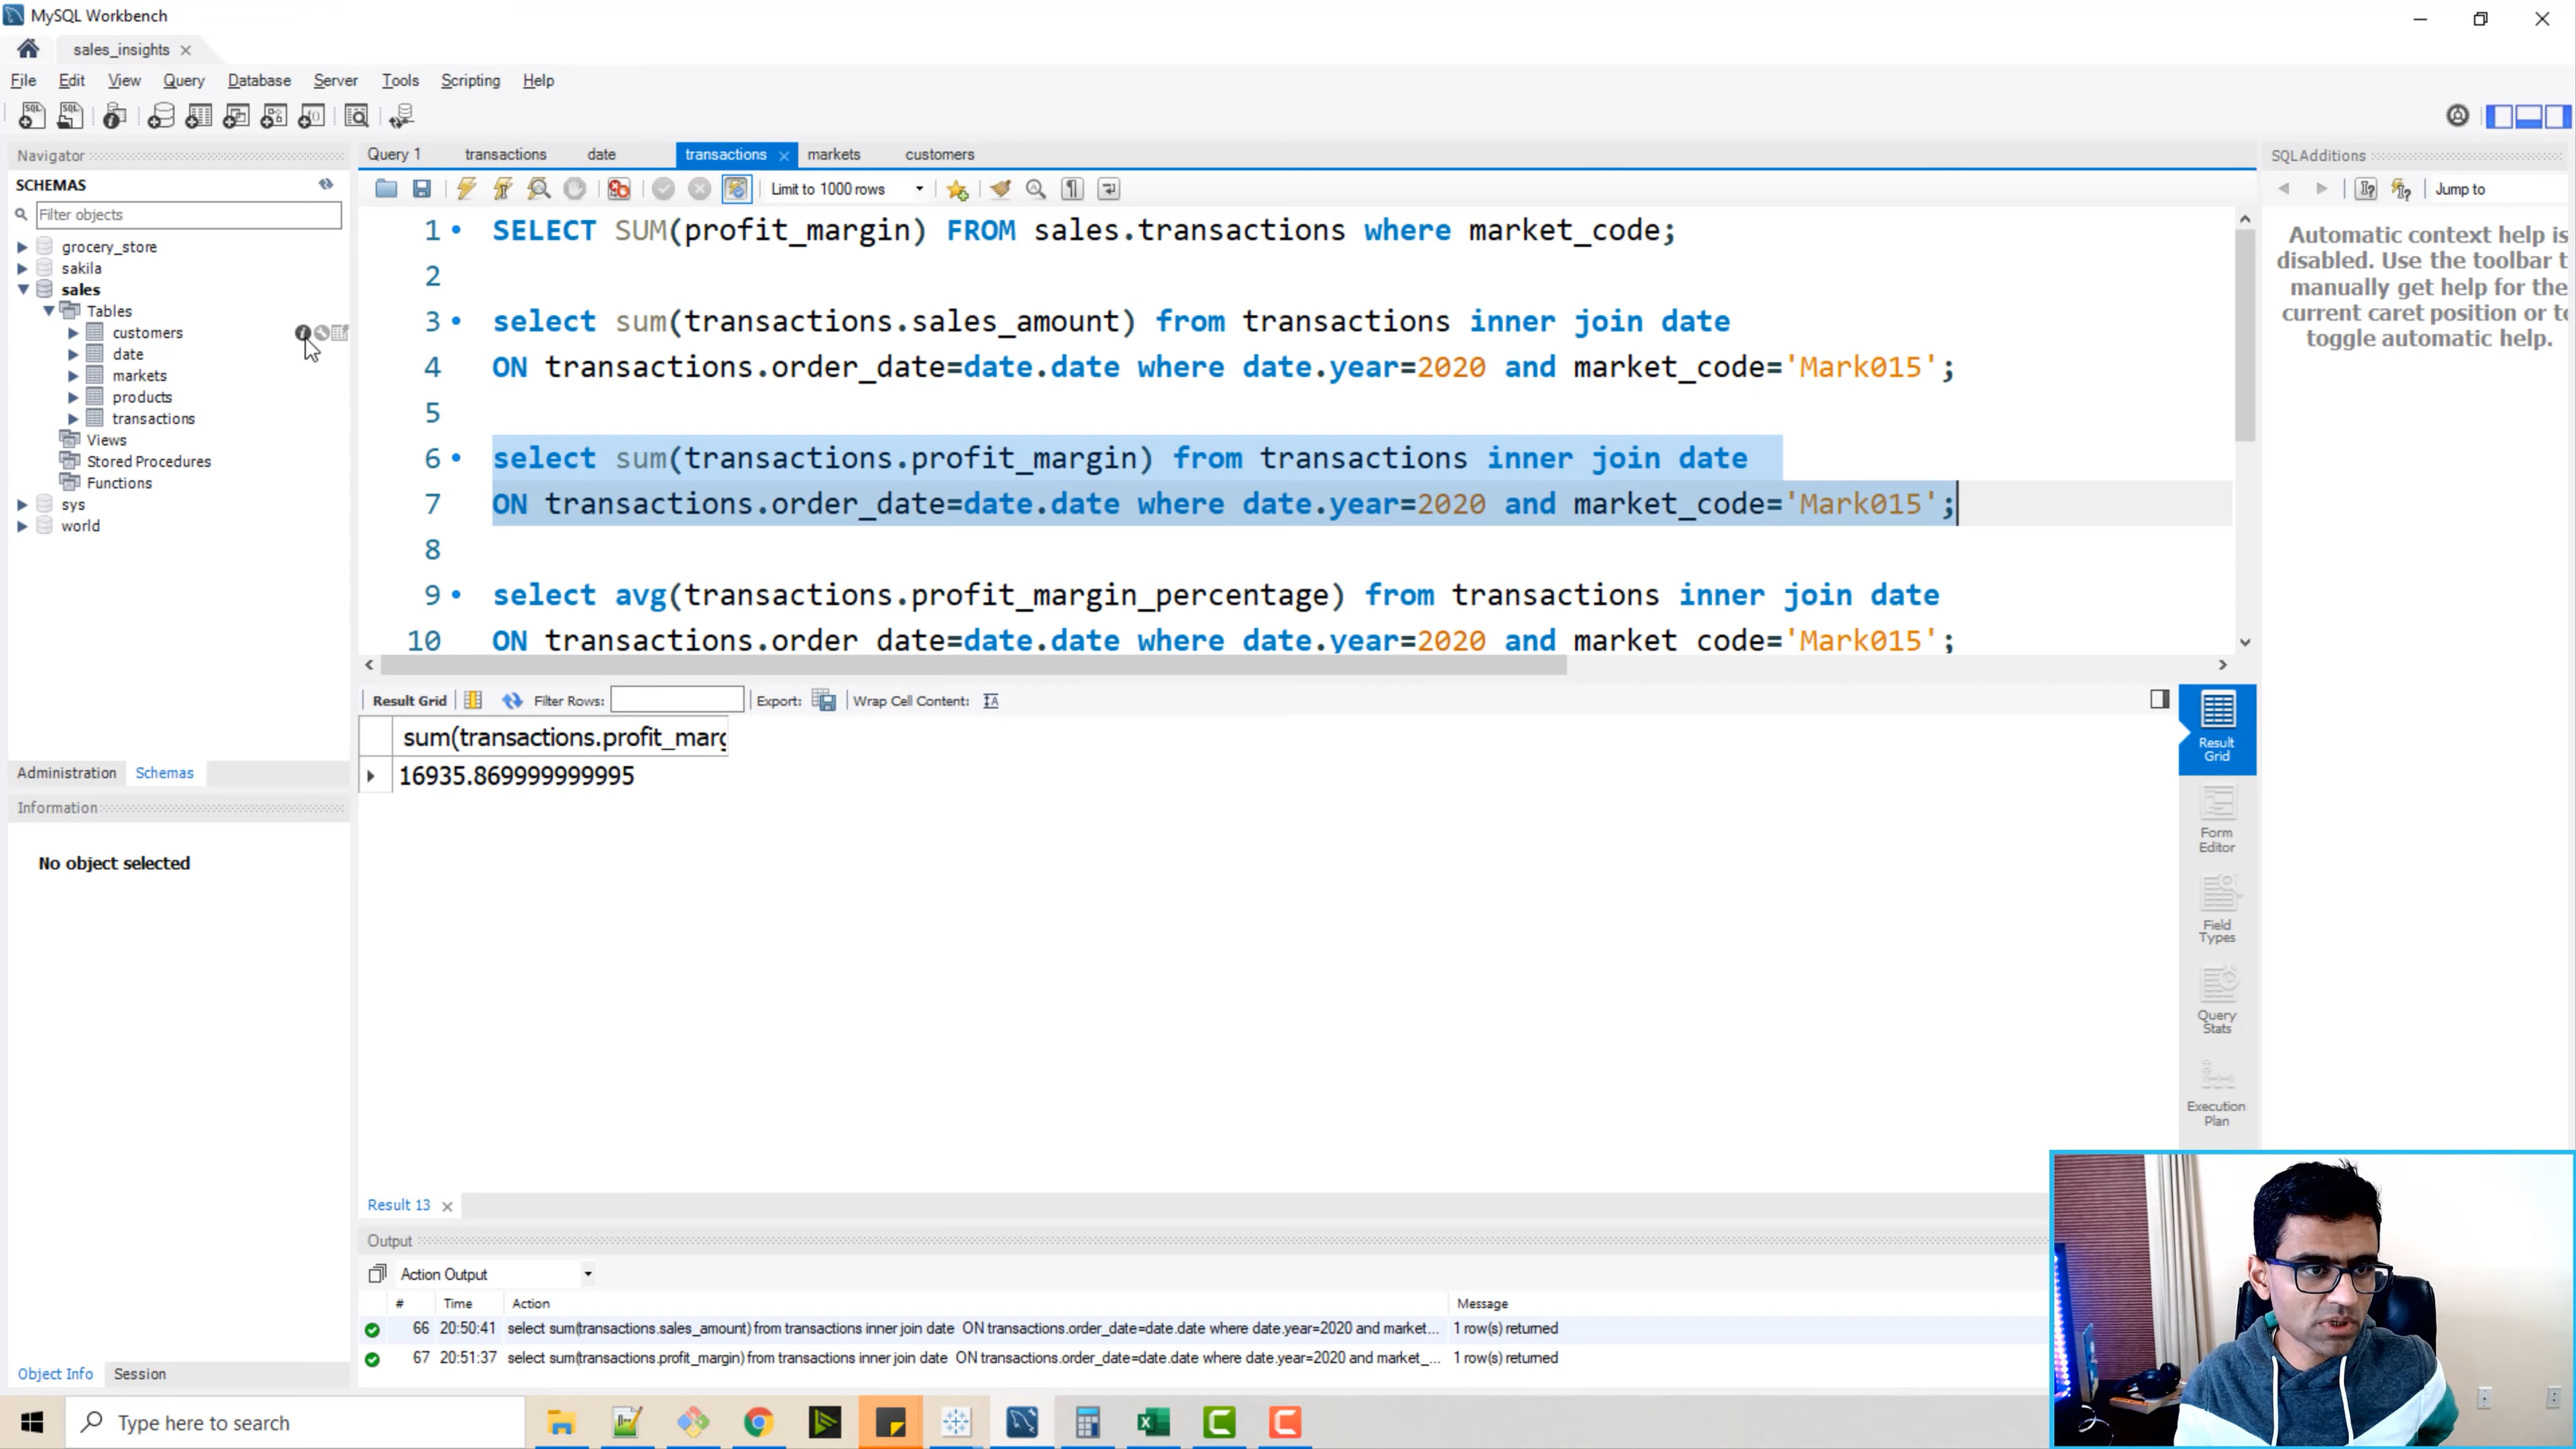 MySQL Workbench
sales_insights
File Edit View Query Database Server Tools Scripting Help
Navigator
SCHEMAS
Filter objects
grocery_store
sakila
sales
Tables
customers
date
markets
products
transactions
Views
Stored Procedures
Functions
sys
world
Administration Schemas
Information
No object selected
Object Info Session
Query 1 transactions date transactions markets customers
Limit to 1000 rows
1 SELECT SUM(profit_margin) FROM sales.transactions where market_code;
2
3 select sum(transactions.sales_amount) from transactions inner join date
4 ON transactions.order_date=date.date where date.year=2020 and market_code='Mark015';
5
6 select sum(transactions.profit_margin) from transactions inner join date
7 ON transactions.order_date=date.date where date.year=2020 and market_code='Mark015';
8
9 select avg(transactions.profit_margin_percentage) from transactions inner join date
10 ON transactions.order_date=date.date where date.year=2020 and market_code='Mark015';
Result Grid Filter Rows: Export: Wrap Cell Content:
sum(transactions.profit_marg
16935.869999999995
Result 13
Output
Action Output
# Time Action Message
66 20:50:41 select sum(transactions.sales_amount) from transactions inner join date ON transactions.order_date=date.date where date.year=2020 and market... 1 row(s) returned
67 20:51:37 select sum(transactions.profit_margin) from transactions inner join date ON transactions.order_date=date.date where date.year=2020 and market_... 1 row(s) returned
Result
Grid
Form
Editor
Field
Types
Query
Stats
Execution
Plan
SQLAdditions
Jump to
Automatic context help is
disabled. Use the toolbar t
manually get help for the
current caret position or to
toggle automatic help.
Type here to search